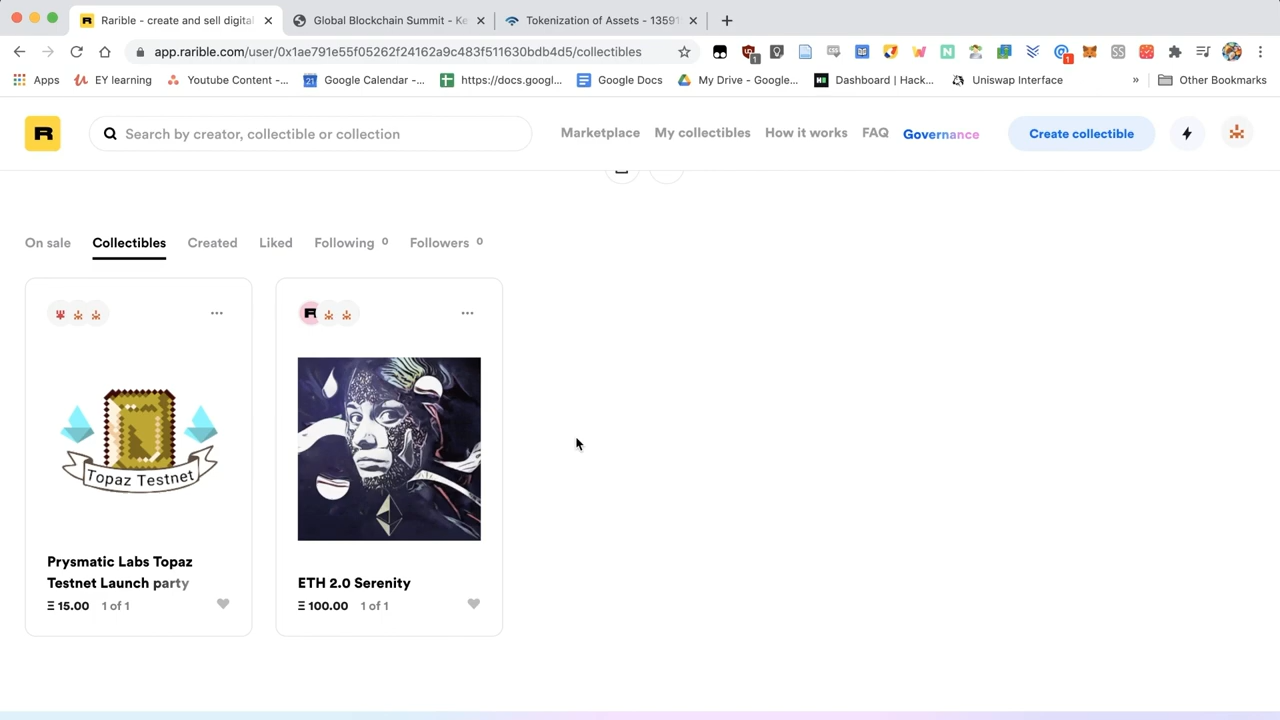 Rarible - create and sell digital
Global Blockchain Summit - Ke
Tokenization of Assets - 13591
app.rarible.com/user/0x1ae791e55f05262f24162a9c483f511630bdb4d5/collectibles
Apps
EY learning
Youtube Content -...
Google Calendar -...
https://docs.googl...
Google Docs
My Drive - Google...
Dashboard | Hack...
Uniswap Interface
»
Other Bookmarks
R
Search by creator, collectible or collection
Marketplace
My collectibles
How it works
FAQ
Governance
Create collectible
On sale
Collectibles
Created
Liked
Following 0
Followers 0
Topaz Testnet
Prysmatic Labs Topaz
Testnet Launch party
Ξ 15.00 1 of 1
ETH 2.0 Serenity
Ξ 100.00 1 of 1